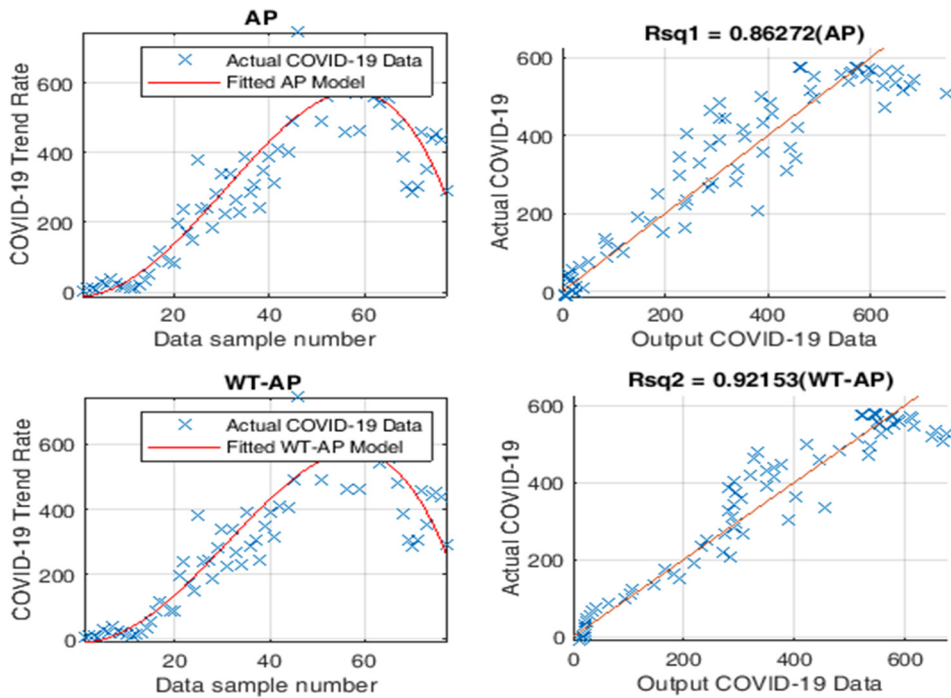 AP
COVID-19 Trend Rate
600
400
200
0
20
40
60
Data sample number
Actual COVID-19 Data
Fitted AP Model
Rsq1 = 0.86272(AP)
Actual COVID-19
600
400
200
0
0
200
400
600
Output COVID-19 Data
WT-AP
COVID-19 Trend Rate
600
400
200
0
20
40
60
Data sample number
Actual COVID-19 Data
Fitted WT-AP Model
Rsq2 = 0.92153(WT-AP)
Actual COVID-19
600
400
200
0
0
200
400
600
Output COVID-19 Data